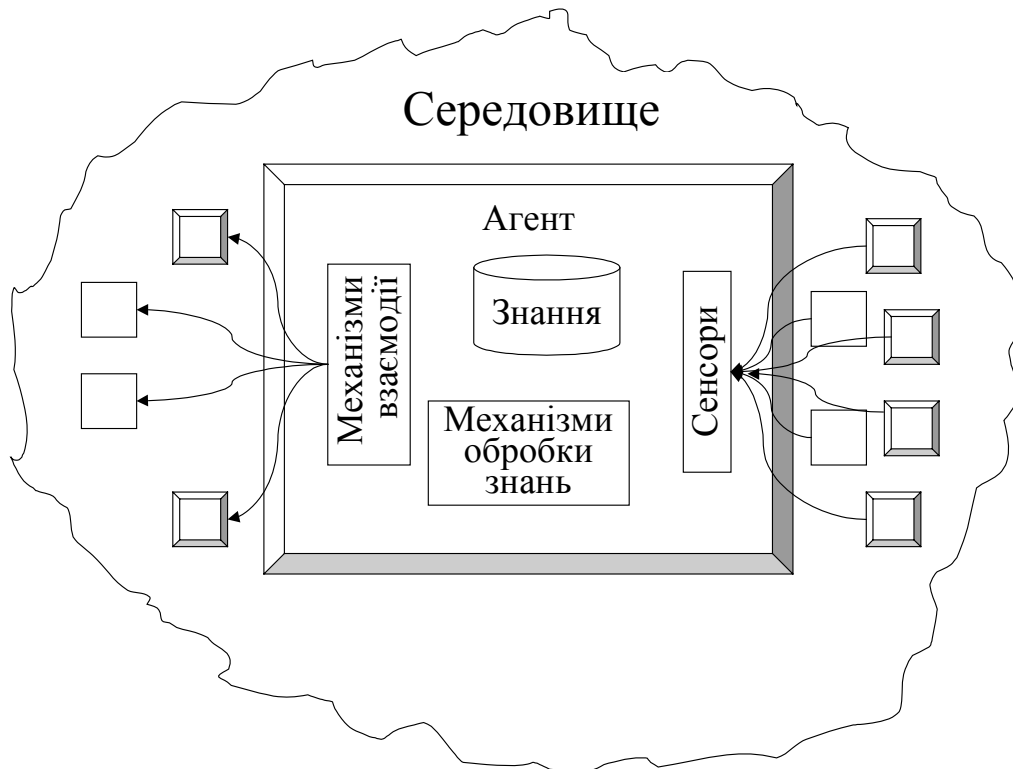 Середовище
Агент
Механізми
взаємодії
Знання
Механізми
обробки
знань
Сенсори